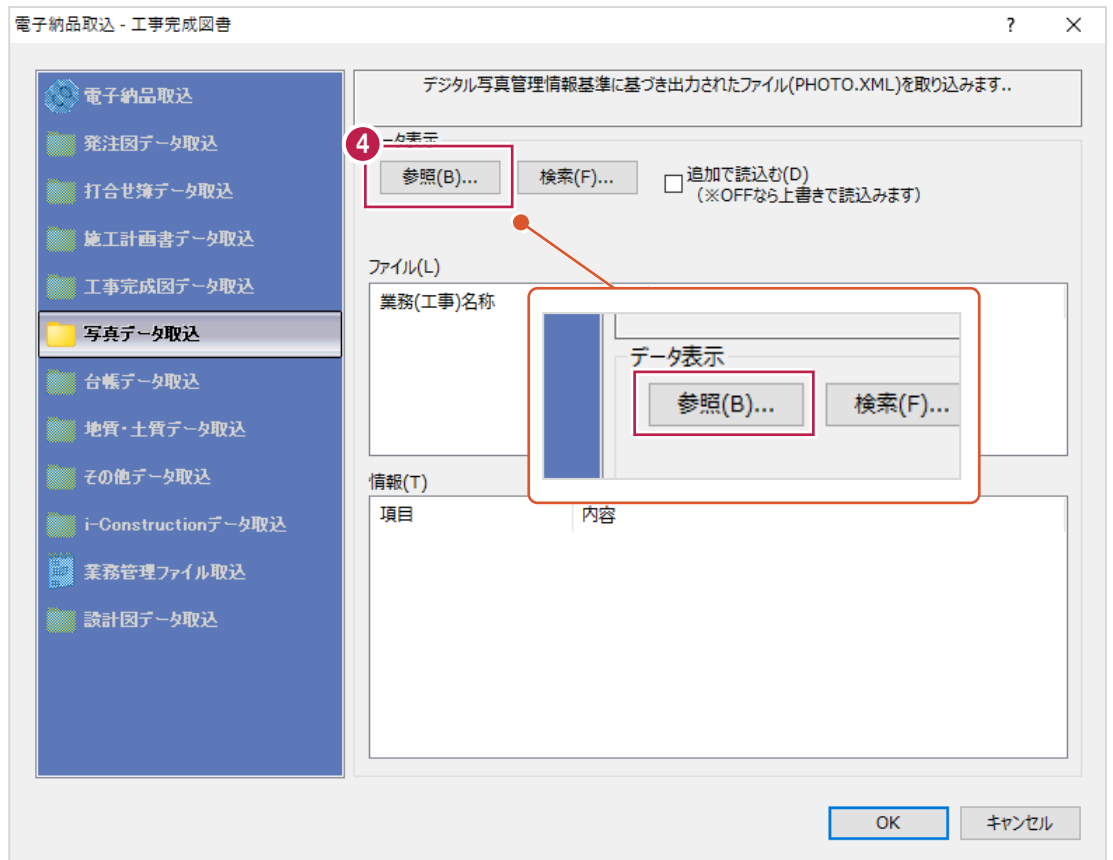 電子納品取込 - 工事完成図書
?
電子納品取込
発注図データ取込
打合せ簿データ取込
施工計画書データ取込
工事完成図データ取込
写真データ取込
台帳データ取込
地質・土質データ取込
その他データ取込
i-Constructionデータ取込
業務管理ファイル取込
設計図データ取込
デジタル写真管理情報基準に基づき出力されたファイル(PHOTO.XML)を取り込みます..
データ表示
4
参照(B)... 検索(F)... 追加で読込む(D)
(※OFFなら上書きで読込みます)
ファイル(L)
業務(工事)名称
データ表示
参照(B)... 検索(F)...
情報(T)
項目 内容
OK キャンセル